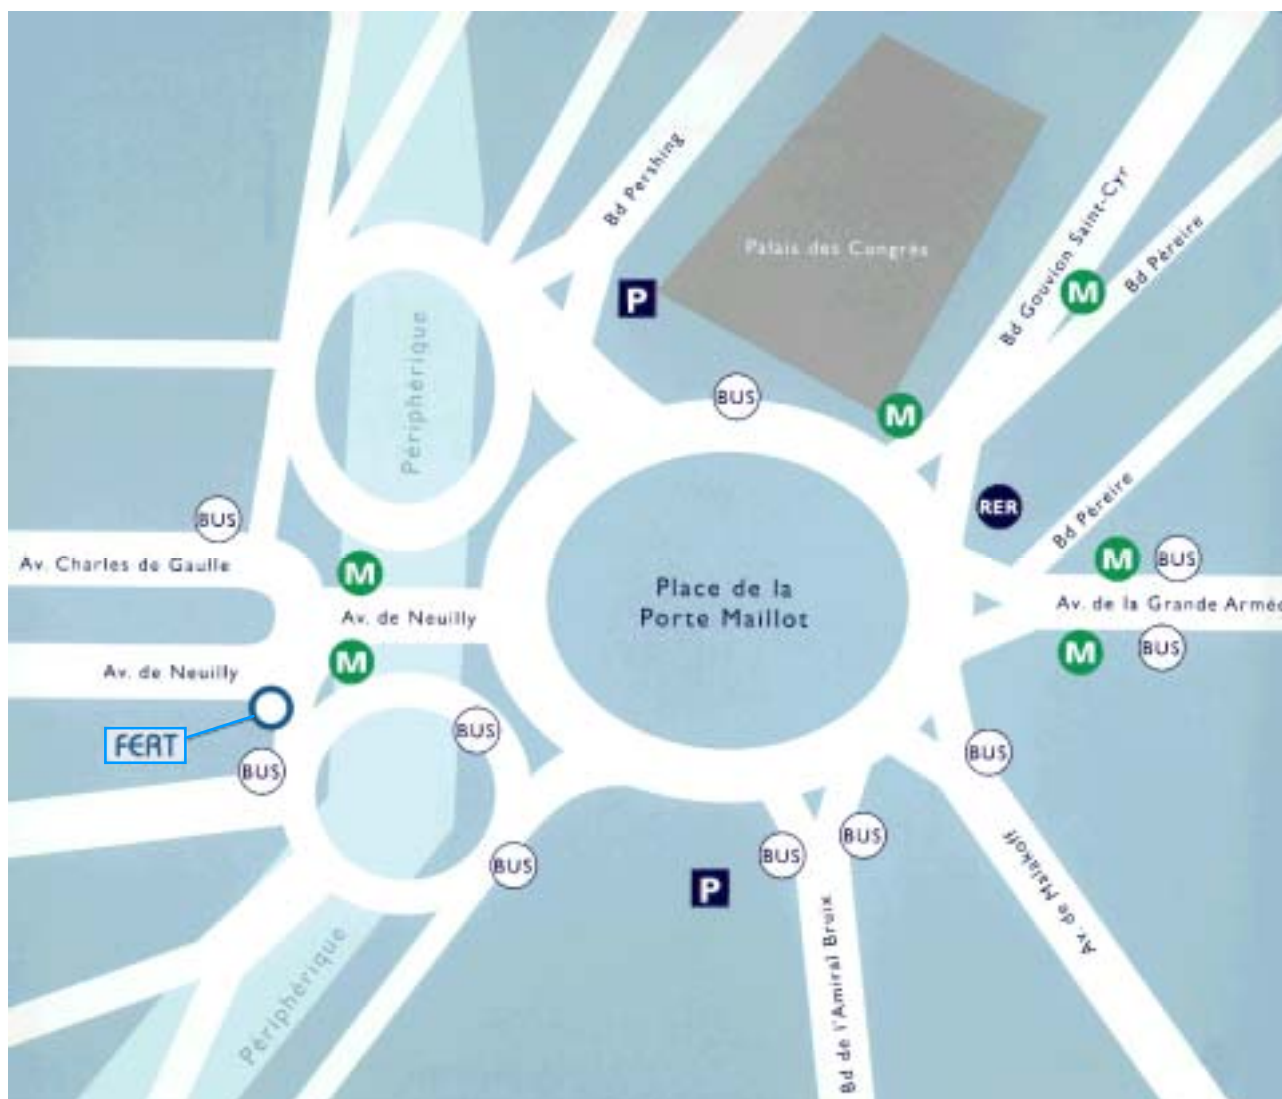 Bd Pershing
Palais des Congrès
Bd Gouvion Saint-Cyr
Bd Péreire
M
P
Périphérique
BUS
M
BUS
RER
Bd Péreire
Av. Charles de Gaulle
M
M
BUS
Place de la
Porte Maillot
Av. de Neuilly
Av. de la Grande Armée
M
M
BUS
Av. de Neuilly
FERT
BUS
BUS
BUS
BUS
BUS
BUS
P
Av. de Malakoff
Bd de l'Amiral Bruix
Périphérique